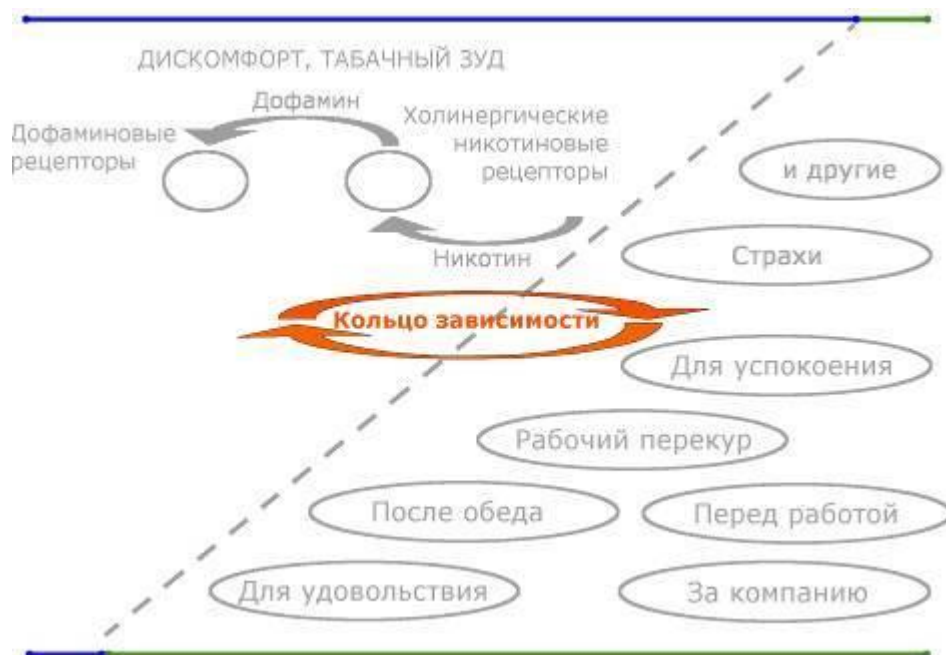 ДИСКОМФОРТ, ТАБАЧНЫЙ ЗУД
Дофамин
Дофаминовые
рецепторы
Холинергические
никотиновые
рецепторы
Никотин
и другие
Страхи
Кольцо зависимости
Для успокоения
Рабочий перекур
После обеда
Перед работой
Для удовольствия
За компанию